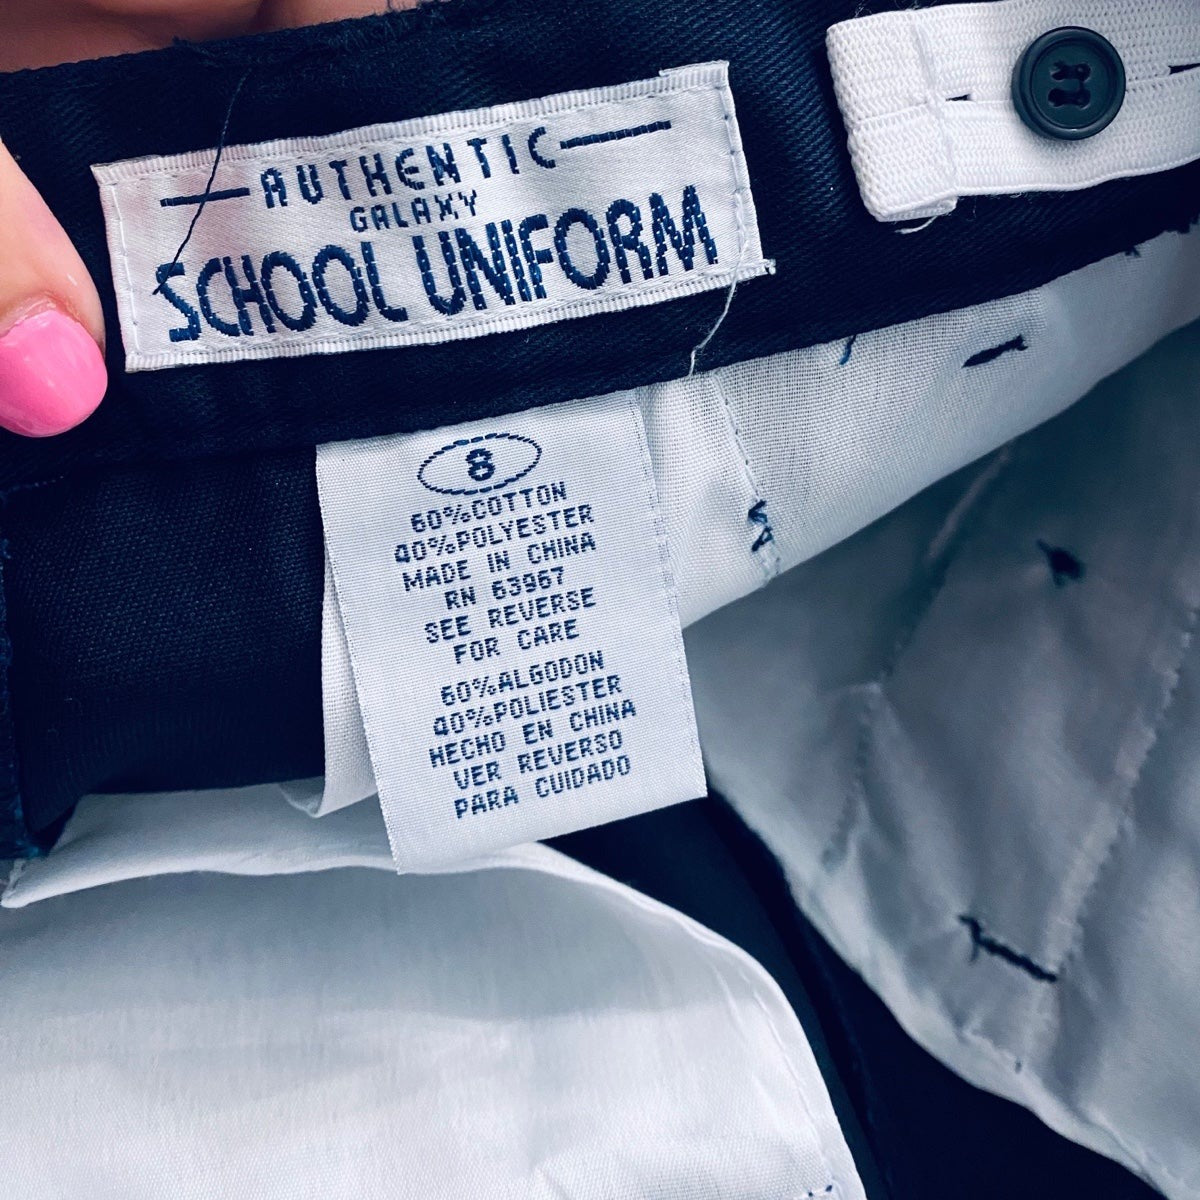 AUTHENTIC
GALAXY
SCHOOL UNIFORM
8
60%COTTON
40%POLYESTER
MADE IN CHINA
RN 63967
SEE REVERSE
FOR CARE
60%ALGODON
40%POLIESTER
HECHO EN CHINA
VER REVERSO
PARA CUIDADO